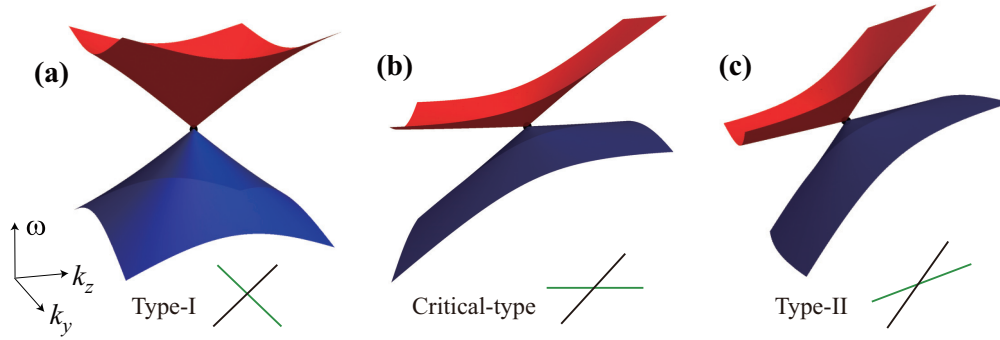 (a)
(b)
(c)
ω
k_z
k_y
Type-I
Critical-type
Type-II